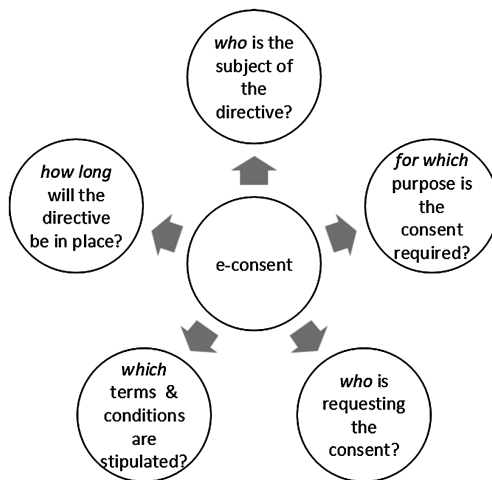 who is the
subject of
the
directive?
how long
will the
directive
be in place?
for which
purpose is
the
consent
required?
e-consent
which
terms & 
conditions
are
stipulated?
who is
requesting
the
consent?